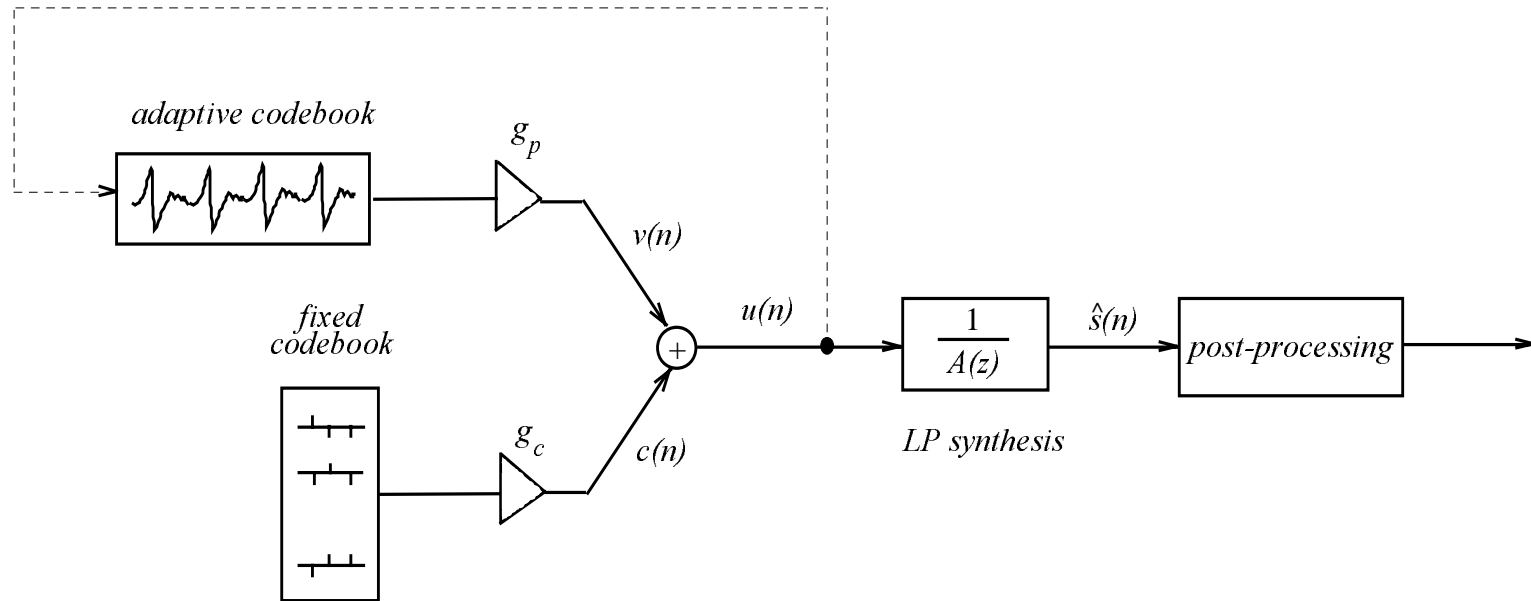 adaptive codebook
g_p
v(n)
fixed
codebook
g_c
c(n)
+
u(n)
1
A(z)
LP synthesis
ŝ(n)
post-processing